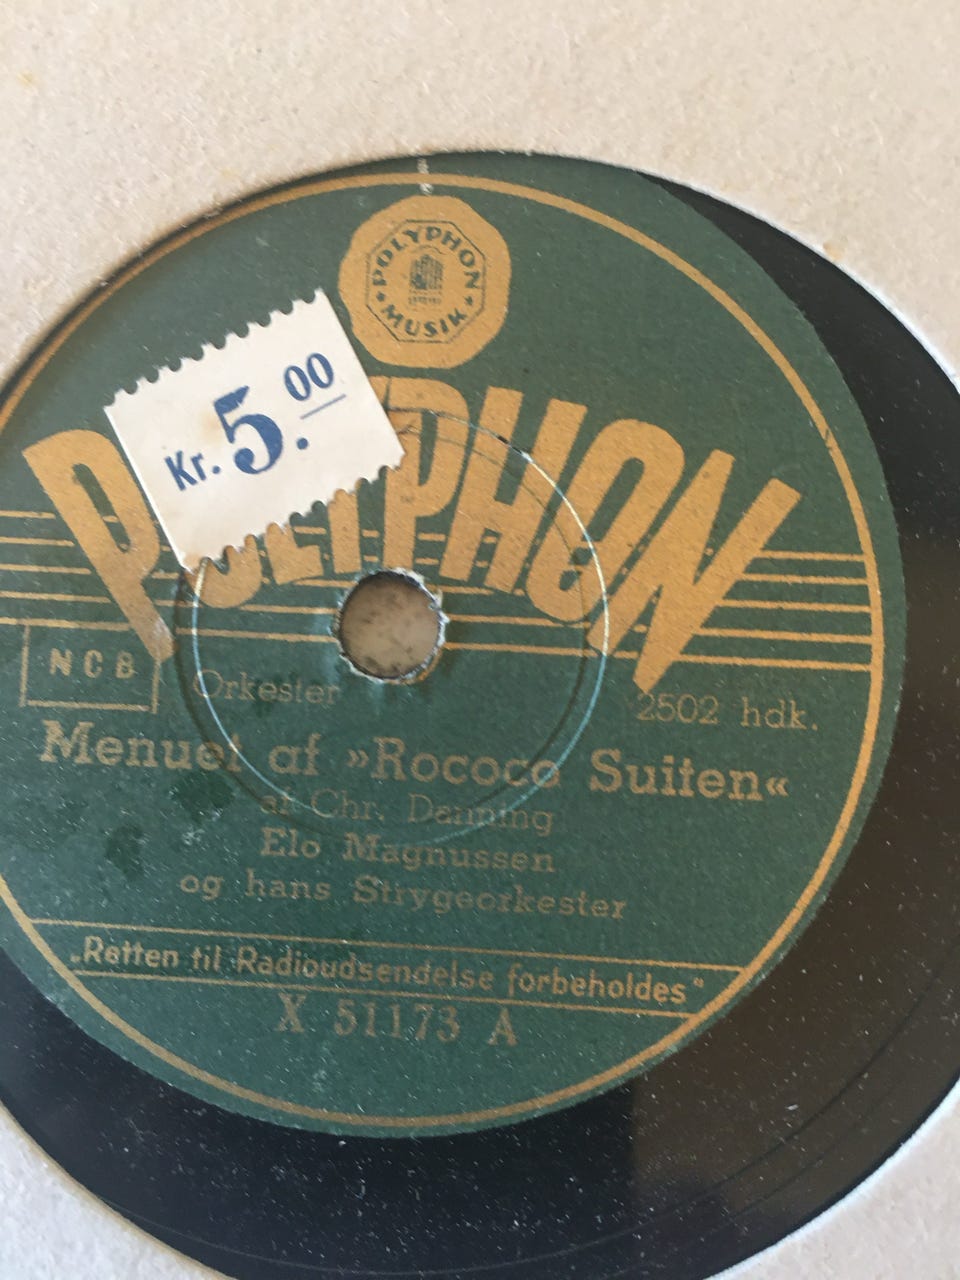 POLYPHON
MUSIK
Kr. 5.00
POLYPHON
NCB
Orkester
2502 hdk.
Menuet af »Rococo Suiten«
af Chr. Danning
Elo Magnussen
og hans Strygeorkester
„Retten til Radioudsendelse forbeholdes"
X 51173 A